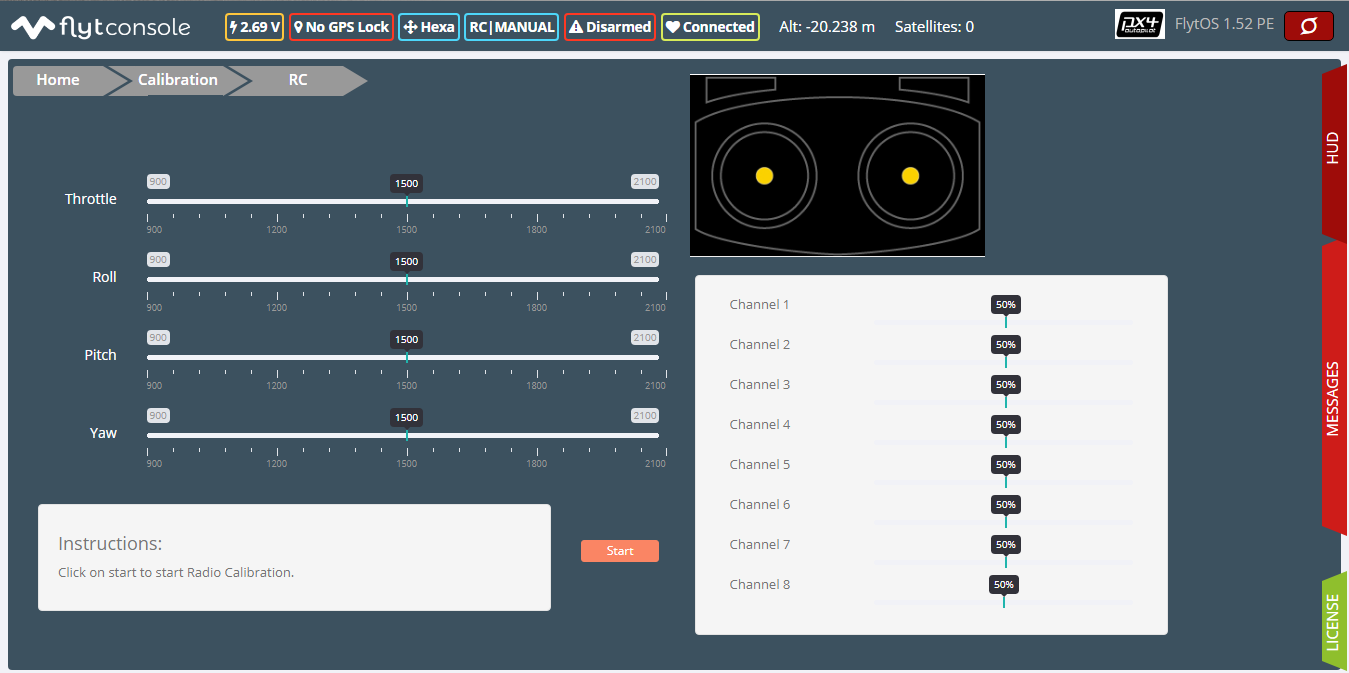 flytconsole
2.69 V No GPS Lock Hexa RC|MANUAL Disarmed Connected Alt: -20.238 m Satellites: 0
px4 autopilot FlytOS 1.52 PE
Home Calibration RC
Throttle
900 1500 2100
900 1200 1500 1800 2100
Roll
900 1500 2100
900 1200 1500 1800 2100
Pitch
900 1500 2100
900 1200 1500 1800 2100
Yaw
900 1500 2100
900 1200 1500 1800 2100
Instructions:
Click on start to start Radio Calibration.
Start
Channel 1 50%
Channel 2 50%
Channel 3 50%
Channel 4 50%
Channel 5 50%
Channel 6 50%
Channel 7 50%
Channel 8 50%
HUD
MESSAGES
LICENSE